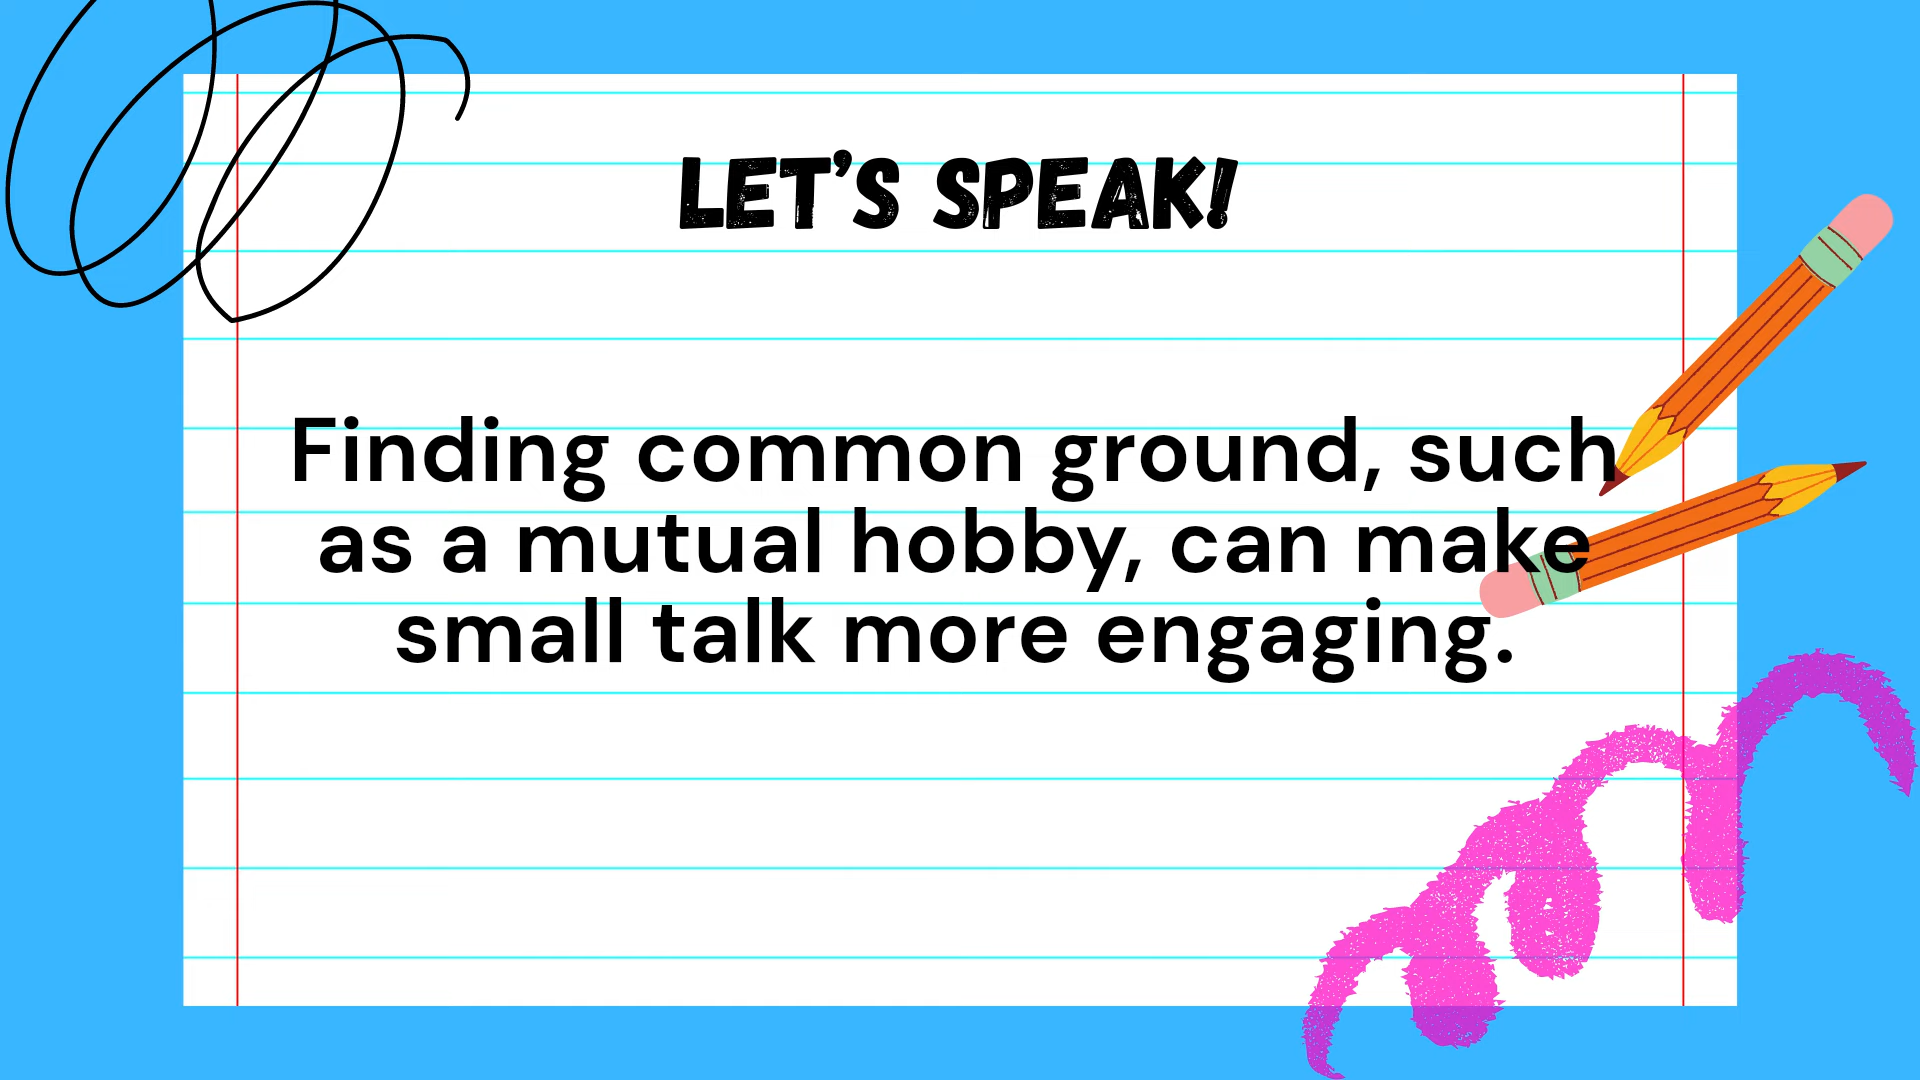 LET'S SPEAK!
Finding common ground, such
as a mutual hobby, can make
small talk more engaging.